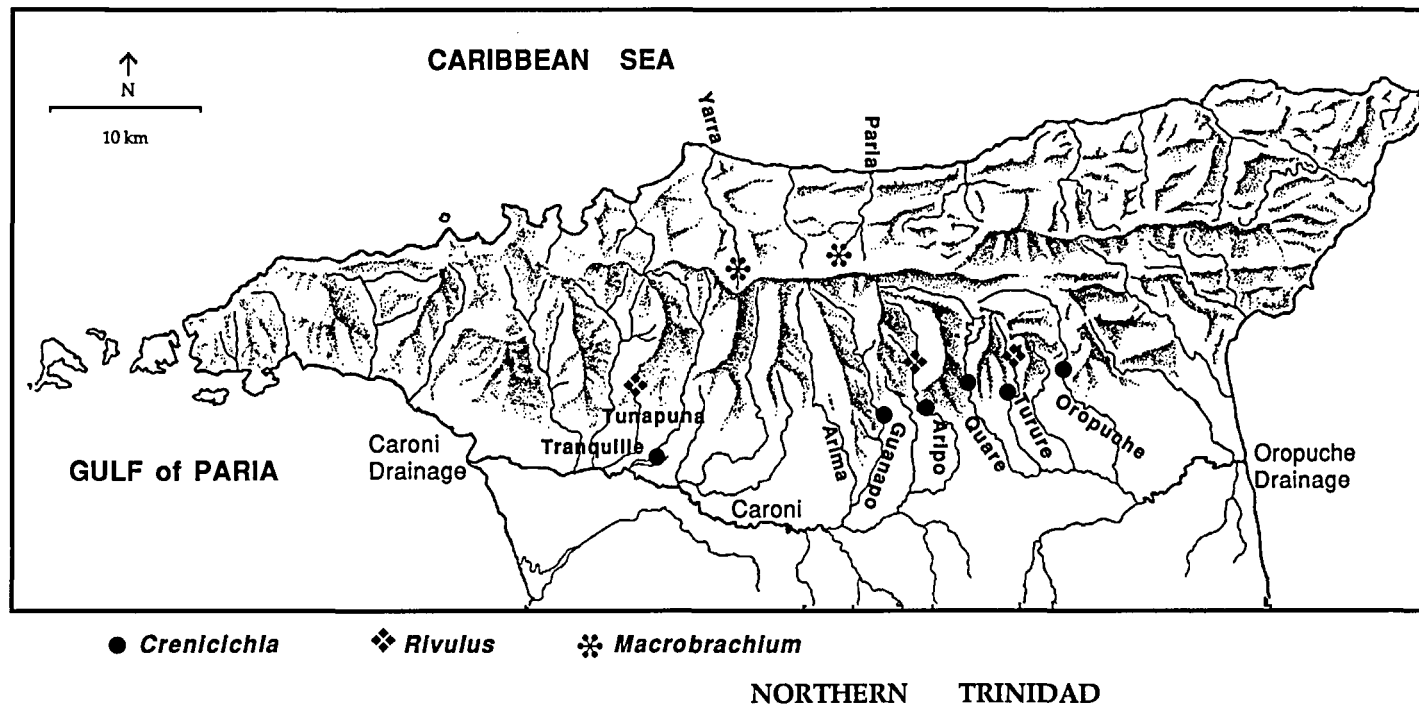 CARIBBEAN SEA
N
10 km
Yarra
Paria
Tunapuna
Tranquille
Caroni
Drainage
GULF of PARIA
Arima
Guanapo
Aripo
Quare
Turure
Oropuche
Caroni
Oropuche
Drainage
Crenicichla
Rivulus
Macrobrachium
NORTHERN TRINIDAD